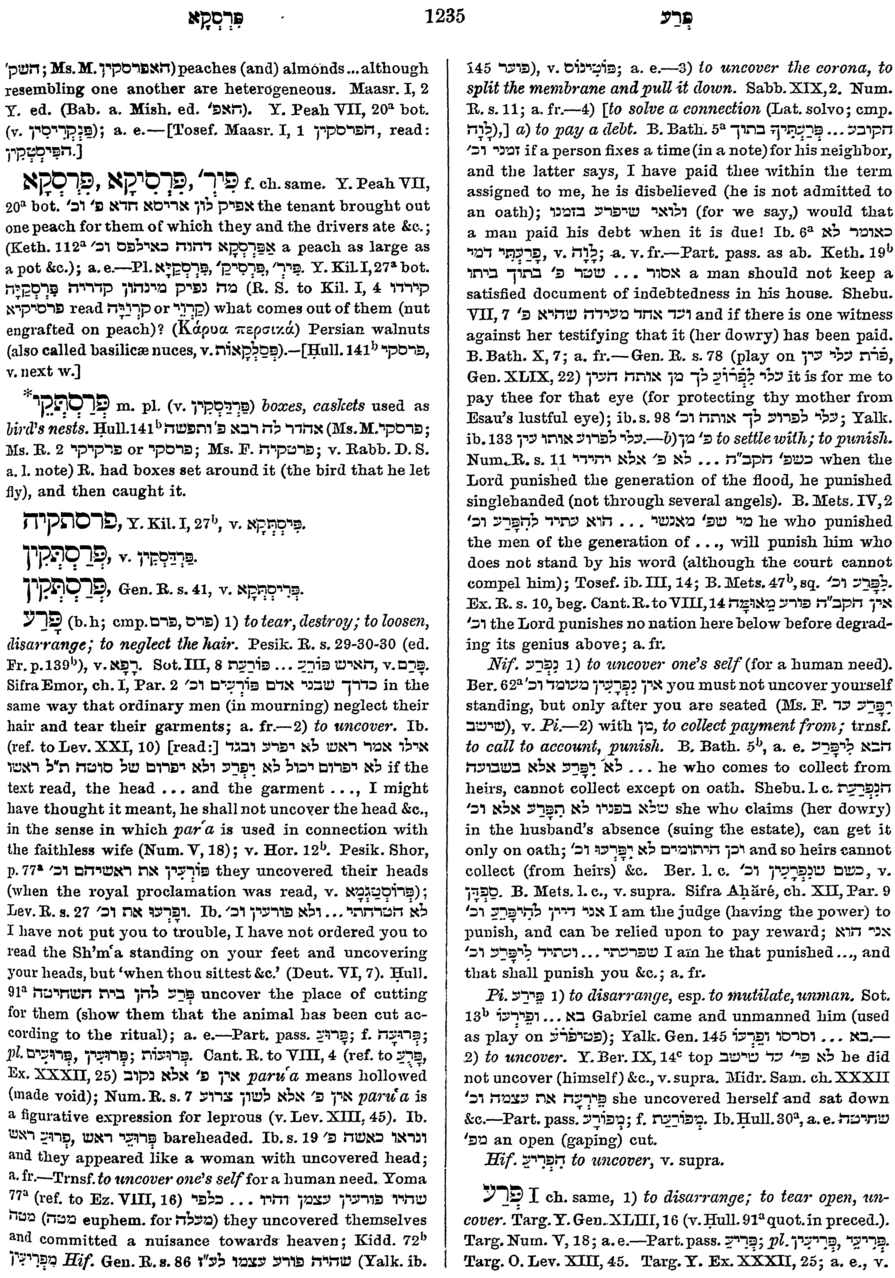 פִּרְסְקָא
1235
פֶּרַע
השק'; Ms. M. האפרסקין) peaches (and) almonds ... although
resembling one another are heterogeneous. Maasr. I, 2
Y. ed. (Bab. a. Mish. ed. האפ'). Y. Peah VII, 20ª bot.
(v. פִּנְקְרֵיסִין); a. e.—[Tosef. Maasr. I, 1 הפרסקין, read:
הפיסטקין.]
פִּרְסְקָא, פַּרְסִיקָא, פֵּיר' f. ch. same. Y. Peah VII,
20ª bot. אפיק לון אריסא חדא פ' וכ' the tenant brought out
one peach for them of which they and the drivers ate &c.;
(Keth. 112ª אֲפַרְסְקָא דהוה כאילפס וכ' a peach as large as
a pot &c.); a. e.—Pl. פִּרְסְקַיָּא, פַּרְסִיק', פֵּיר'. Y. Kil. I, 27ª bot.
מה נפיק מינהון קדריה פרסקיה (R. S. to Kil. I, 4 קירדו
פרסיקיא read קַרְוַיָּה or קַרְוַיי) what comes out of them (nut
engrafted on peach)? (Κάρυα περσικά) Persian walnuts
(also called basilicæ nuces, v. פַּסְלְקָאוֹת).—[Ḥull. 141ᵇ פרסקי,
v. next w.]
*פַּרְסְתְּקֵי m. pl. (v. פַּרְדַּסְקִין) boxes, caskets used as
bird's nests. Ḥull. 141ᵇ אהדר לה רבא פ' ותפשה (Ms. M. פרסקי;
Ms. R. 2 פרסקי or פרקיקי; Ms. F. פרטקיה; v. Rabb. D. S.
a. l. note) R. had boxes set around it (the bird that he let
fly), and then caught it.
פרסתקיה, Y. Kil. I, 27ᵇ, v. פִּיסְתְּקָא.
פַּרְסְתְּקִין, v. פַּרְדַּסְקִין.
פַּרְסְתְּקִין, Gen. R. s. 41, v. פְּרִיסְתְּקָא.
פָּרַע (b. h; cmp. פרם, פרס) 1) to tear, destroy; to loosen,
disarrange; to neglect the hair. Pesik. R. s. 29-30-30 (ed.
Fr. p. 139ᵇ), v. רָפָא. Sot. III, 8 האיש פּוֹרֵעַ ... פּוֹרַעַת, v. פָּרַם.
Sifra Emor, ch. I, Par. 2 כדרך שבני אדם פּוֹרְעִים וכ' in the
same way that ordinary men (in mourning) neglect their
hair and tear their garments; a. fr.—2) to uncover. Ib.
(ref. to Lev. XXI, 10) [read:] אילו אמר ראש לא יפרע ובגד
לא יפרום יכול לא יִפְרַע ולא יפרום של סוטה ת"ל ראשו if the
text read, the head ... and the garment ..., I might
have thought it meant, he shall not uncover the head &c.,
in the sense in which par'a is used in connection with
the faithless wife (Num. V, 18); v. Hor. 12ᵇ. Pesik. Shor,
p. 77ª פּוֹרְעִין את ראשיהם וכ' they uncovered their heads
(when the royal proclamation was read, v. פְּרוֹסְטַגְמָא);
Lev. R. s. 27 ופָּרְעוּ את וכ'. Ib. לא הטרחתי ... ולא פורעין וכ'
I have not put you to trouble, I have not ordered you to
read the Sh'm'a standing on your feet and uncovering
your heads, but 'when thou sittest &c.' (Deut. VI, 7). Ḥull.
91ª פְּרַע להן בית השחיטה uncover the place of cutting
for them (show them that the animal has been cut ac-
cording to the ritual); a. e.—Part. pass. פָּרוּעַ; f. פְּרוּעָה;
pl. פְּרוּעִים, פְּרוּעִין; פְּרוּעוֹת. Cant. R. to VIII, 4 (ref. to פָּרֻעַ,
Ex. XXXII, 25) אין פ' אלא נקוב paru'a means hollowed
(made void); Num. R. s. 7 אין פ' אלא לשון צרוע paru'a is
a figurative expression for leprous (v. Lev. XIII, 45). Ib.
פְּרוּעֵי ראש, פְּרוּעַ ראש bareheaded. Ib. s. 19 ונראו כאשה פ'
and they appeared like a woman with uncovered head;
a. fr.—Trnsf. to uncover one's self for a human need. Yoma
77ª (ref. to Ez. VIII, 16) שהיו פורעין עצמן והיו ... כלפי
מטה (מטה euphem. for מעלה) they uncovered themselves
and committed a nuisance towards heaven; Kidd. 72ᵇ
מַפְרִיעִין Hif. Gen. R. s. 86 שהיה פורע עצמו לע"ז (Yalk. ib.
145 פוער), v. פּוֹטִינוֹס; a. e.—3) to uncover the corona, to
split the membrane and pull it down. Sabb. XIX, 2. Num.
R. s. 11; a. fr.—4) [to solve a connection (Lat. solvo; cmp.
לָוָה),] a) to pay a debt. B. Bath. 5ª הקובע ... פְּרַעְתִּיךָ בתוך
זמני וכ' if a person fixes a time (in a note) for his neighbor,
and the latter says, I have paid thee within the term
assigned to me, he is disbelieved (he is not admitted to
an oath); ולואי שיפרע בזמנו (for we say,) would that
a man paid his debt when it is due! Ib. 6ª כאומר לא
פָּרַעְתִּי דמי, v. לָוָה; a. v. fr.—Part. pass. as ab. Keth. 19ᵇ
אסור ... שטר פ' בתוך ביתו a man should not keep a
satisfied document of indebtedness in his house. Shebu.
VII, 7 ועד אחד מעידה שהיא פ' and if there is one witness
against her testifying that it (her dowry) has been paid.
B. Bath. X, 7; a. fr.—Gen. R. s. 78 (play on פֹּרָת עלי עין,
Gen. XLIX, 22) עלי לִפְרוֹעַ לך מן אותה העין it is for me to
pay thee for that eye (for protecting thy mother from
Esau's lustful eye); ib. s. 98 עלי לפרוע לך אותה וכ'; Yalk.
ib. 133 עלי לפרוע אותו עין.—b) פ' מן to settle with; to punish.
Num. R. s. 11 כשפ' הקב"ה ... לא פ' אלא יחידי when the
Lord punished the generation of the flood, he punished
singlehanded (not through several angels). B. Mets. IV, 2
מי שפ' מאנשי ... הוא עתיד להִפָּרַע וכ' he who punished
the men of the generation of ..., will punish him who
does not stand by his word (although the court cannot
compel him); Tosef. ib. III, 14; B. Mets. 47ᵇ, sq. לִפָּרַע וכ'.
Ex. R. s. 10, beg. Cant. R. to VIII, 14 אין הקב"ה פורע מאומה
וכ' the Lord punishes no nation here below before degrad-
ing its genius above; a. fr.
Nif. נִפְרַע 1) to uncover one's self (for a human need).
Ber. 62ª אין נִפְרָעִין מעומד וכ' you must not uncover yourself
standing, but only after you are seated (Ms. F. יִפָּרַע עד
שישב), v. Pi.—2) with מן, to collect payment from; trnsf.
to call to account, punish. B. Bath. 5ᵇ, a. e. הבא לִיפָּרַע
... לא יִפָּרַע אלא בשבועה he who comes to collect from
heirs, cannot collect except on oath. Shebu. l. c. הנִפְרַעַת
שלא בפניו לא תִפָּרַע אלא וכ' she who claims (her dowry)
in the husband's absence (suing the estate), can get it
only on oath; וכן היתומים לא יִפָּרְעוּ וכ' and so heirs cannot
collect (from heirs) &c. Ber. l. c. כשם שנִפְרָעִין וכ', v.
סַפְדָּן. B. Mets. l. c., v. supra. Sifra Aḥăré, ch. XII, Par. 9
אני דיין להִיפָּרַע וכ' I am the judge (having the power) to
punish, and can be relied upon to pay reward; אני הוא
שפרעתי ... ועתיד לִיפָּרַע וכ' I am he that punished ..., and
that shall punish you &c.; a. fr.
Pi. פֵּירַע 1) to disarrange, esp. to mutilate, unman. Sot.
13ᵇ בא ... ופֵירְעוֹ Gabriel came and unmanned him (used
as play on פוטיפרע); Yalk. Gen. 145 בא ... וסרסו ופֵרְעוֹ.—
2) to uncover. Y. Ber. IX, 14ᶜ top לא פי' עד שישב he did
not uncover (himself) &c., v. supra. Midr. Sam. ch. XXXII
פֵּירְעָה את עצמה וכ' she uncovered herself and sat down
&c.—Part. pass. מְפוֹרָע; f. מְפוֹרַעַת. Ib. Ḥull. 30ª, a. e. שחיטה
מפ' an open (gaping) cut.
Hif. הִפְרִיעַ to uncover, v. supra.
פְּרַע I ch. same, 1) to disarrange; to tear open, un-
cover. Targ. Y. Gen. XLIII, 16 (v. Ḥull. 91ª quot. in preced.).
Targ. Num. V, 18; a. e.—Part. pass. פְּרִיעַ; pl. פְּרִיעֵי, פְּרִיעִין.
Targ. O. Lev. XIII, 45. Targ. Y. Ex. XXXII, 25; a. e., v.